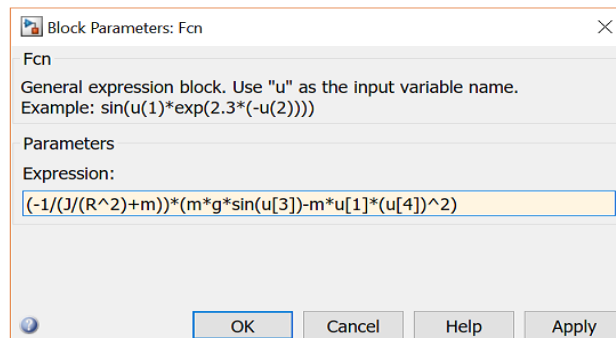 Block Parameters: Fcn
Fcn
General expression block. Use "u" as the input variable name.
Example: sin(u(1)*exp(2.3*(-u(2))))
Parameters
Expression:
(-1/(J/(R^2)+m))*(m*g*sin(u[3])-m*u[1]*(u[4])^2)
OK Cancel Help Apply